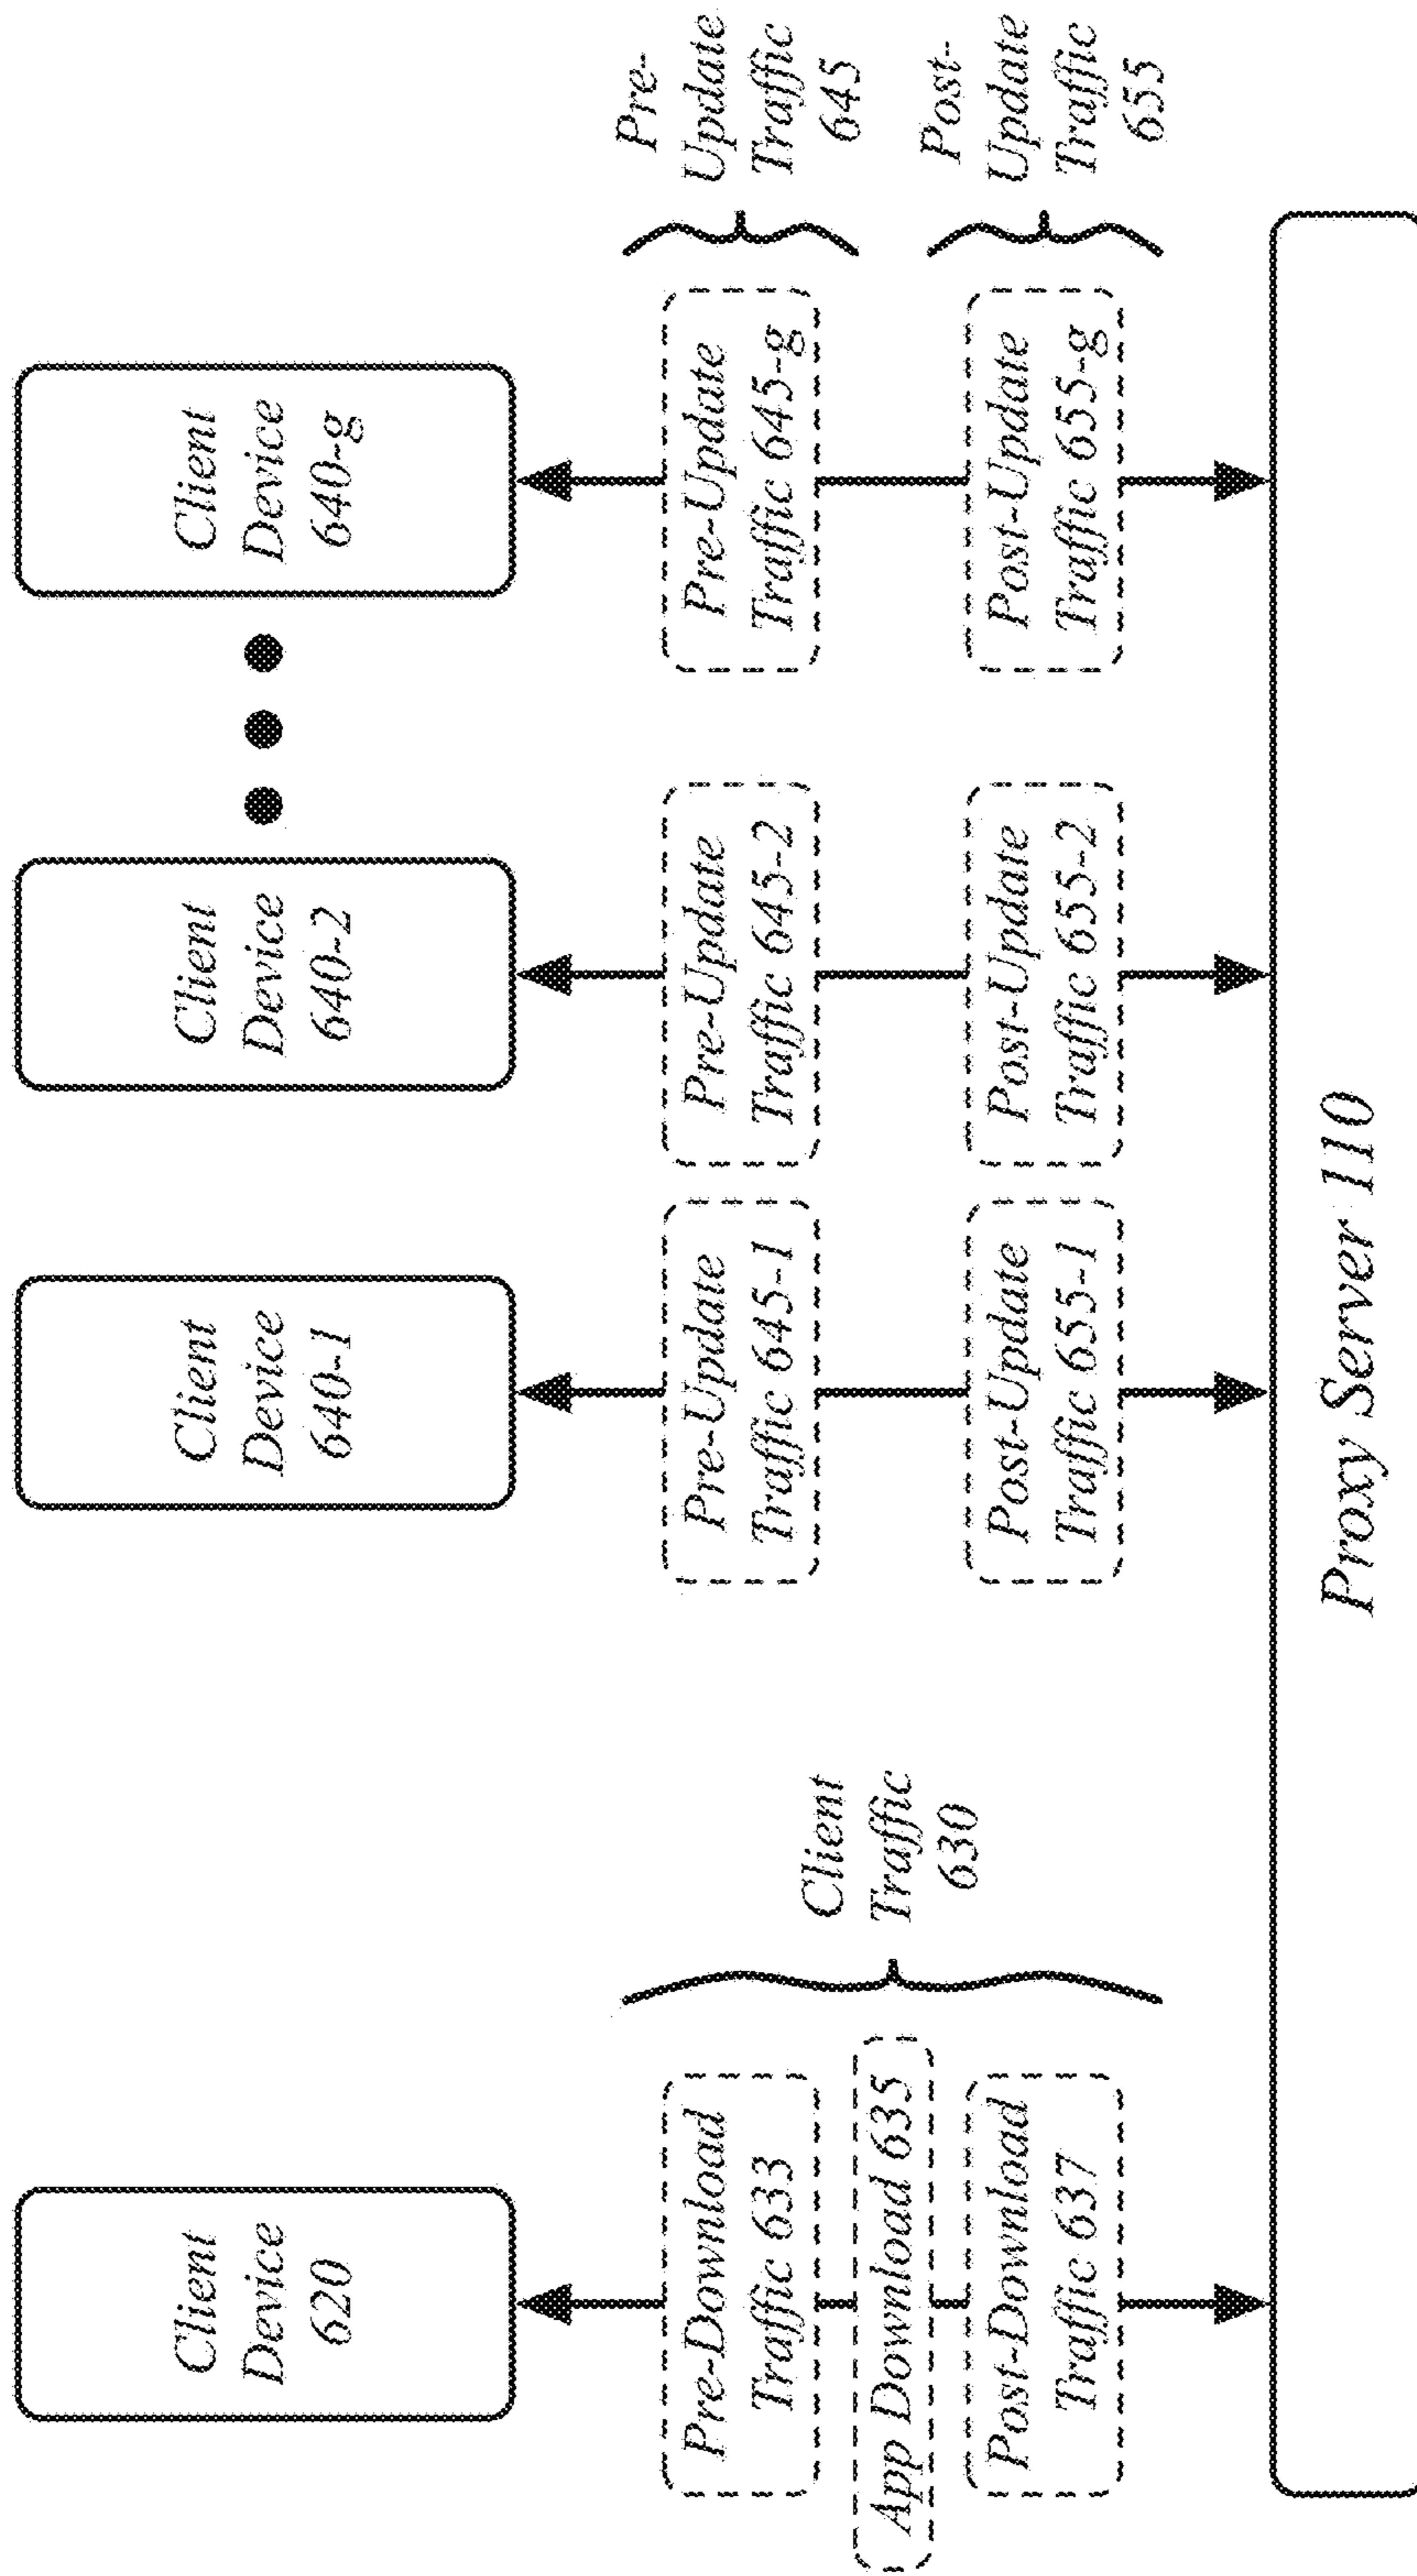 Client
Device
620
Client
Device
640-1
Client
Device
640-2
Client
Device
640-g
Pre-Download
Traffic 633
App Download 635
Post-Download
Traffic 637
Client
Traffic
630
Pre-Update
Traffic 645-1
Pre-Update
Traffic 645-2
Pre-Update
Traffic 645-g
Pre-
Update
Traffic
645
Post-Update
Traffic 655-1
Post-Update
Traffic 655-2
Post-Update
Traffic 655-g
Post-
Update
Traffic
655
Proxy Server 110